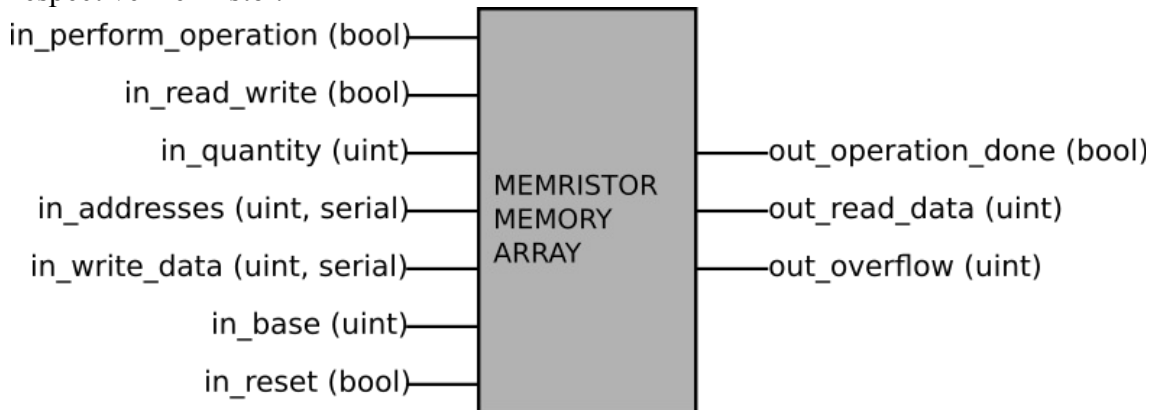 in_perform_operation (bool)
in_read_write (bool)
in_quantity (uint)
in_addresses (uint, serial)
in_write_data (uint, serial)
in_base (uint)
in_reset (bool)
MEMRISTOR
MEMORY
ARRAY
out_operation_done (bool)
out_read_data (uint)
out_overflow (uint)